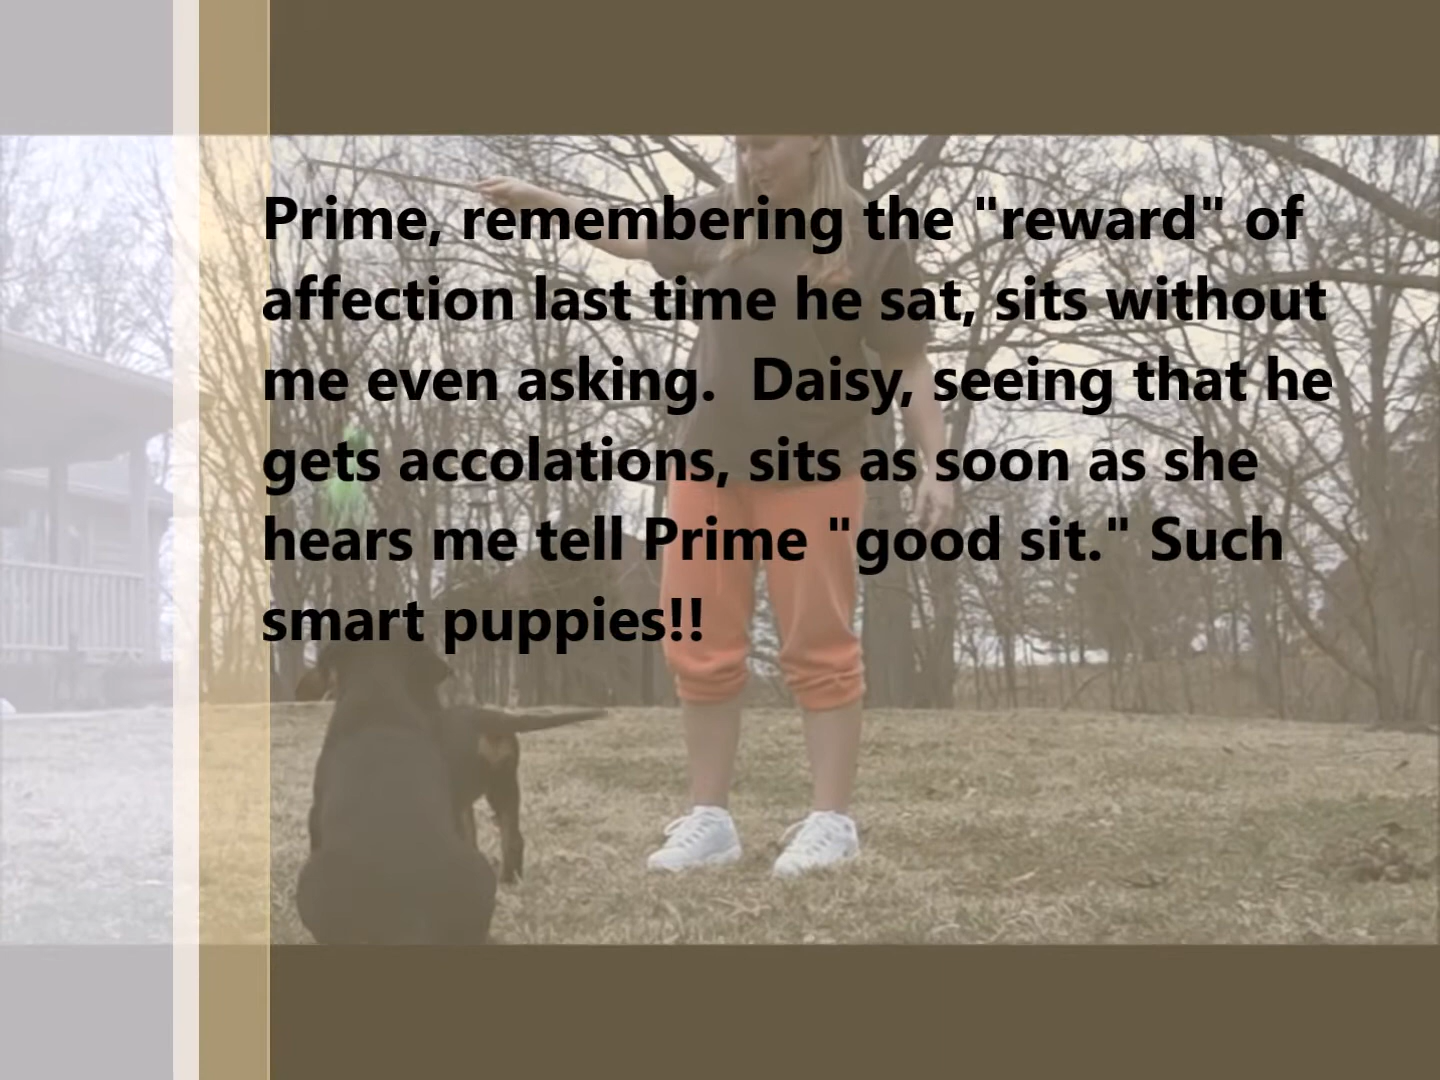 Prime, remembering the "reward" of
affection last time he sat, sits without
me even asking.  Daisy, seeing that he
gets accolations, sits as soon as she
hears me tell Prime "good sit." Such
smart puppies!!